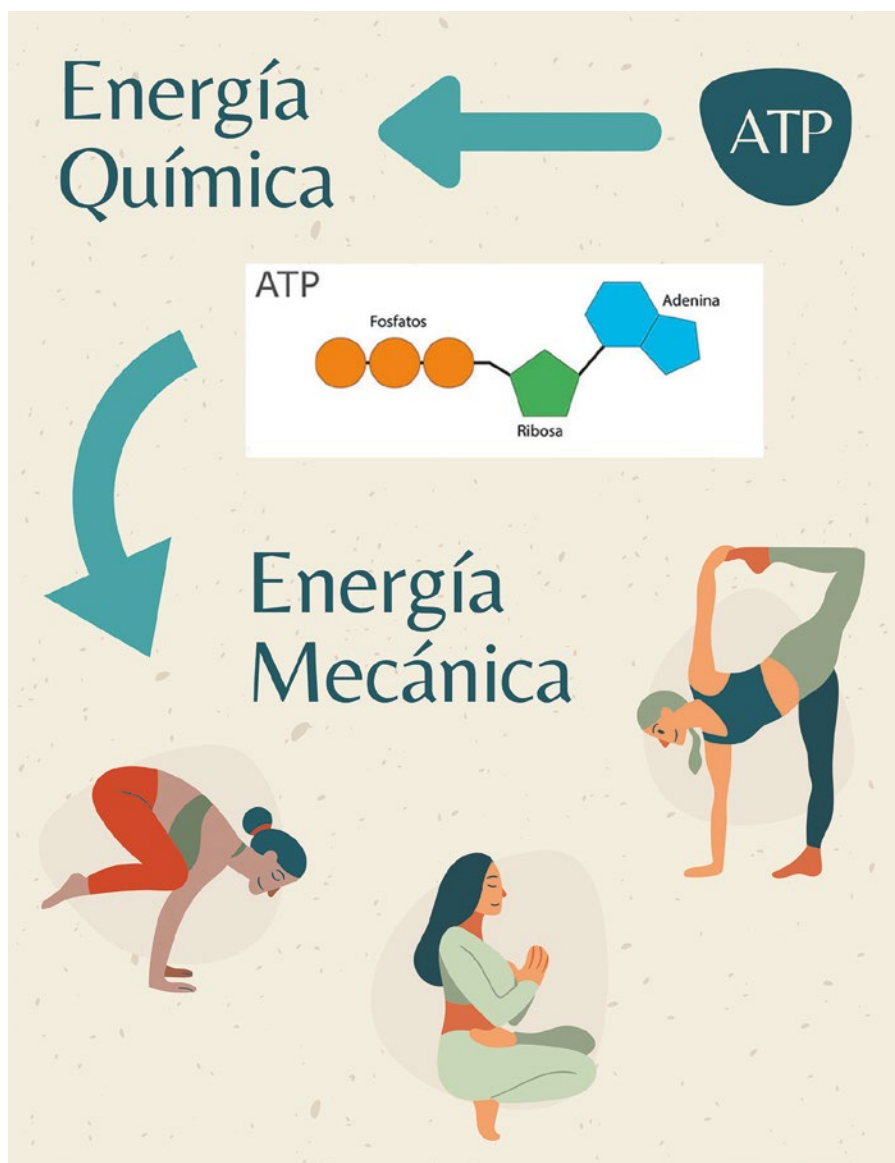 Energía
Química
ATP
ATP
Fosfatos
Adenina
Ribosa
Energía
Mecánica